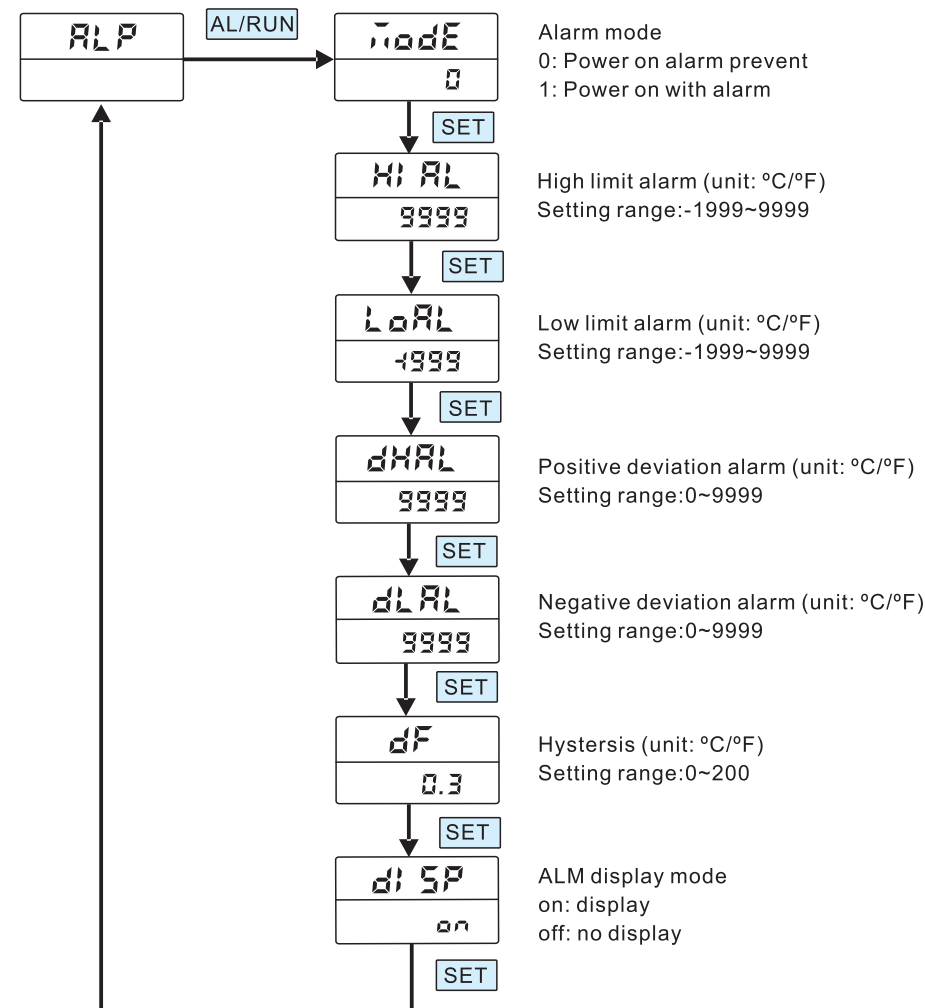 ALP
AL/RUN
modE
0
Alarm mode
0: Power on alarm prevent
1: Power on with alarm
SET
HI AL
9999
High limit alarm (unit: ºC/ºF)
Setting range:-1999~9999
SET
LoAL
-1999
Low limit alarm (unit: ºC/ºF)
Setting range:-1999~9999
SET
dHAL
9999
Positive deviation alarm (unit: ºC/ºF)
Setting range:0~9999
SET
dLAL
9999
Negative deviation alarm (unit: ºC/ºF)
Setting range:0~9999
SET
dF
0.3
Hystersis (unit: ºC/ºF)
Setting range:0~200
SET
dI SP
on
ALM display mode
on: display
off: no display
SET